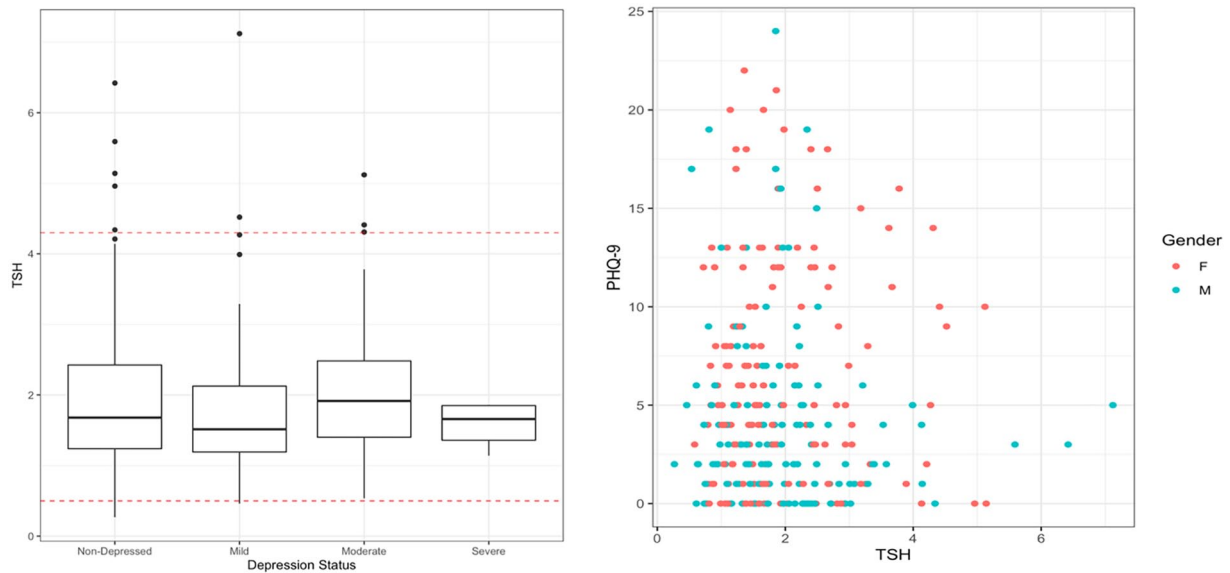 TSH
6
4
2
0
Non-Depressed
Mild
Moderate
Severe
Depression Status
PHQ-9
25
20
15
10
5
0
0
2
4
6
TSH
Gender
F
M